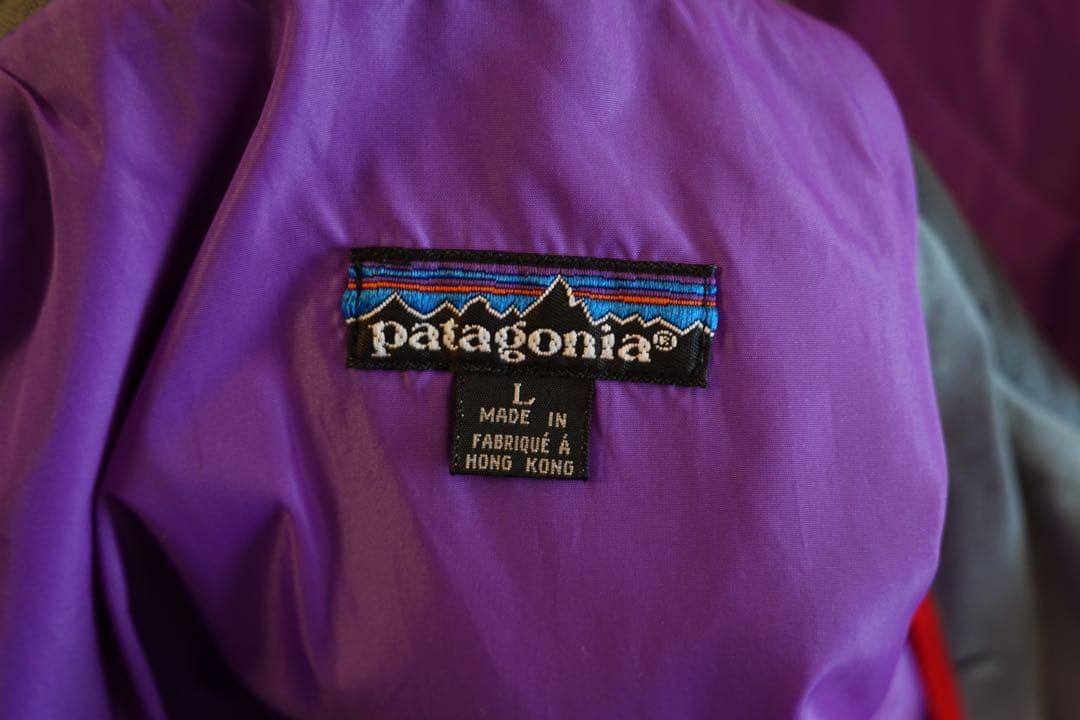 patagonia®
L
MADE IN
FABRIQUÉ Á
HONG KONG